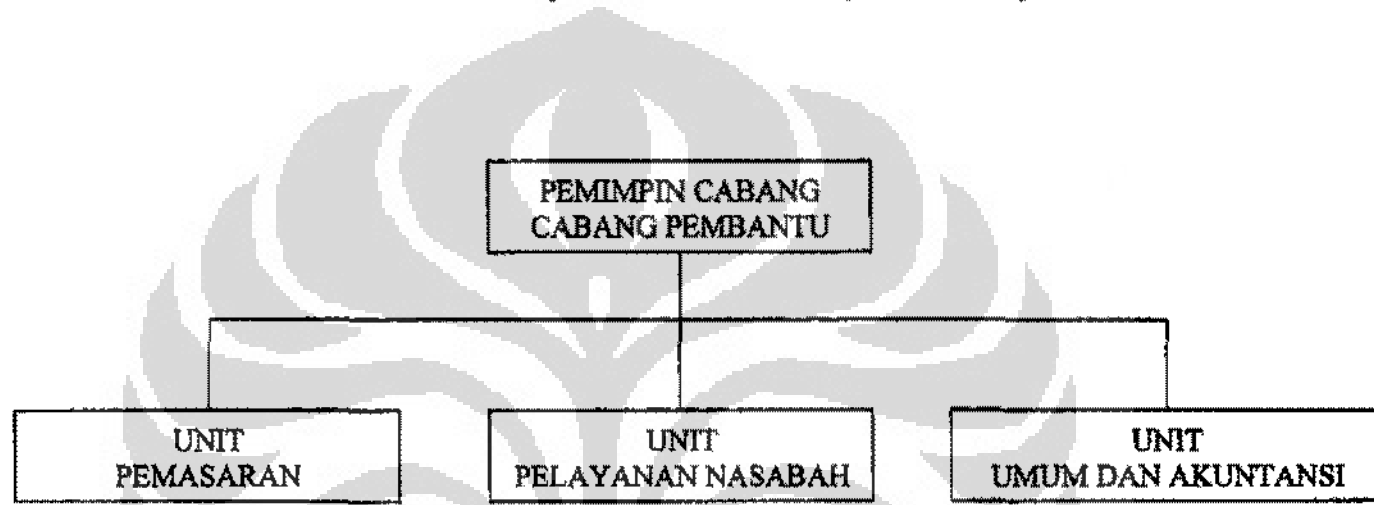 PEMIMPIN CABANG
CABANG PEMBANTU
UNIT
PEMASARAN
UNIT
PELAYANAN NASABAH
UNIT
UMUM DAN AKUNTANSI